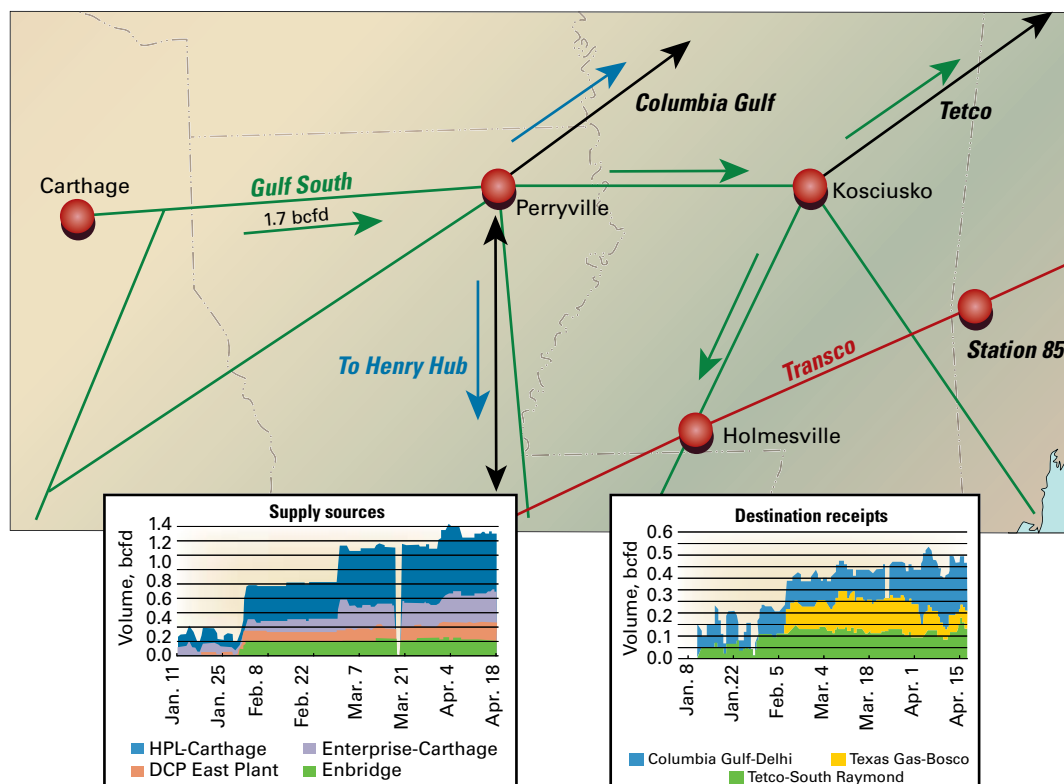 Columbia Gulf
Tetco
Carthage
Gulf South
1.7 bcfd
Perryville
Kosciusko
To Henry Hub
Transco
Station 85
Holmesville
Supply sources
Volume, bcfd
1.4
1.2
1.0
0.8
0.6
0.4
0.2
0.0
Jan. 11
Jan. 25
Feb. 8
Feb. 22
Mar. 7
Mar. 21
Apr. 4
Apr. 18
HPL-Carthage
Enterprise-Carthage
DCP East Plant
Enbridge
Destination receipts
Volume, bcfd
0.6
0.5
0.4
0.3
0.2
0.1
0.0
Jan. 8
Jan.22
Feb. 5
Mar. 4
Mar. 18
Apr. 1
Apr. 15
Columbia Gulf-Delhi
Texas Gas-Bosco
Tetco-South Raymond